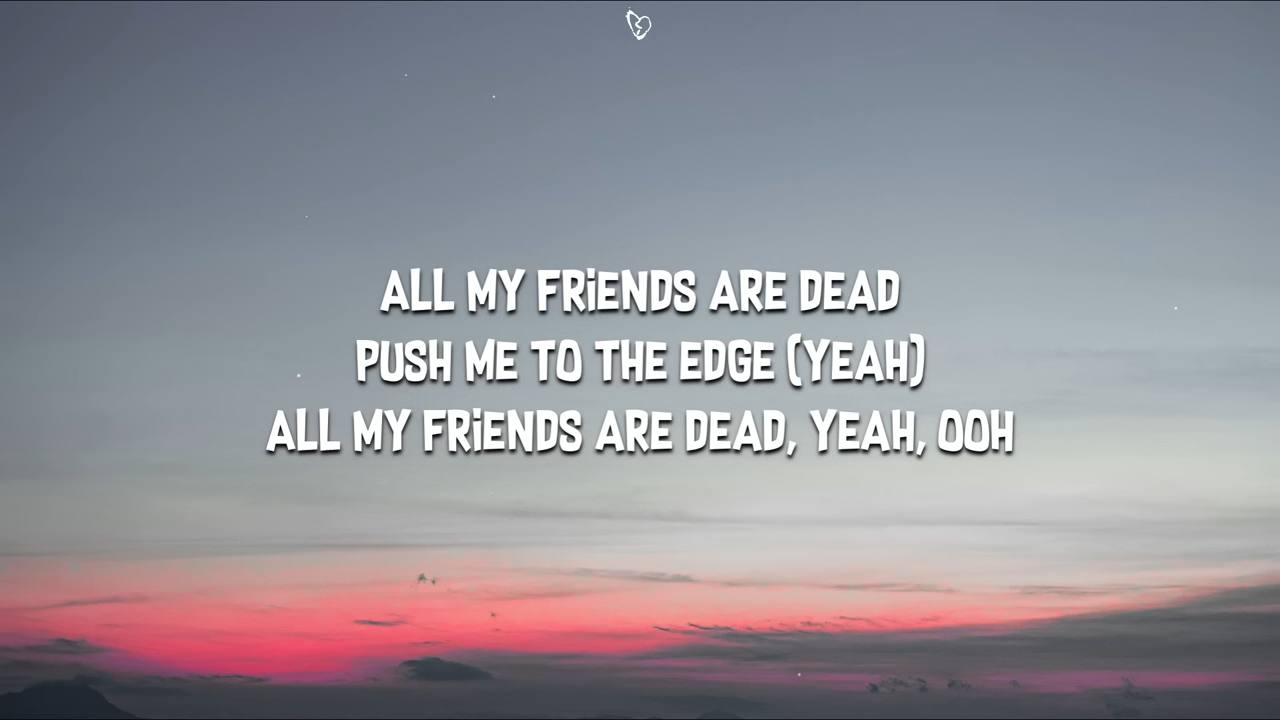 ALL MY FRiENDS ARE DEAD
PUSH ME TO THE EDGE (YEAH)
ALL MY FRiENDS ARE DEAD, YEAH, OOH